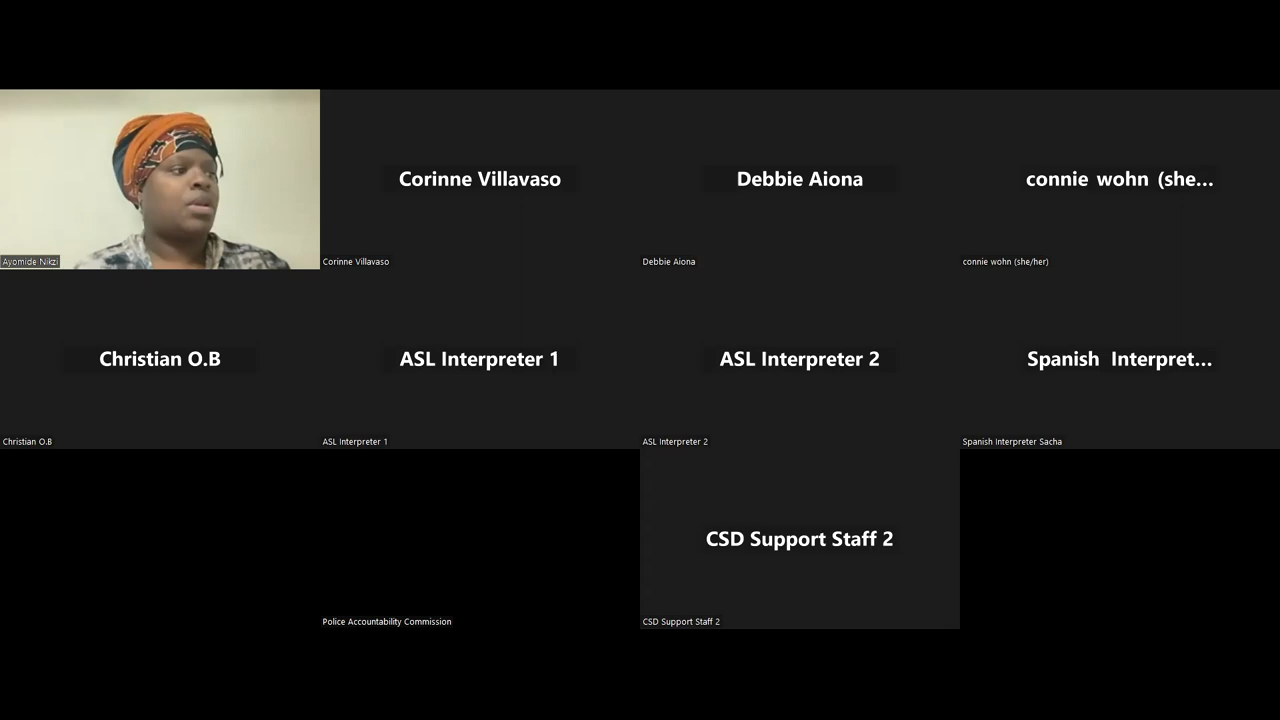 Corinne Villavaso
Debbie Aiona
connie wohn (she...
Ayomide Nikzi
Corinne Villavaso
Debbie Aiona
connie wohn (she/her)
Christian O.B
ASL Interpreter 1
ASL Interpreter 2
Spanish Interpret...
Christian O.B
ASL Interpreter 1
ASL Interpreter 2
Spanish Interpreter Sacha
CSD Support Staff 2
Police Accountability Commission
CSD Support Staff 2